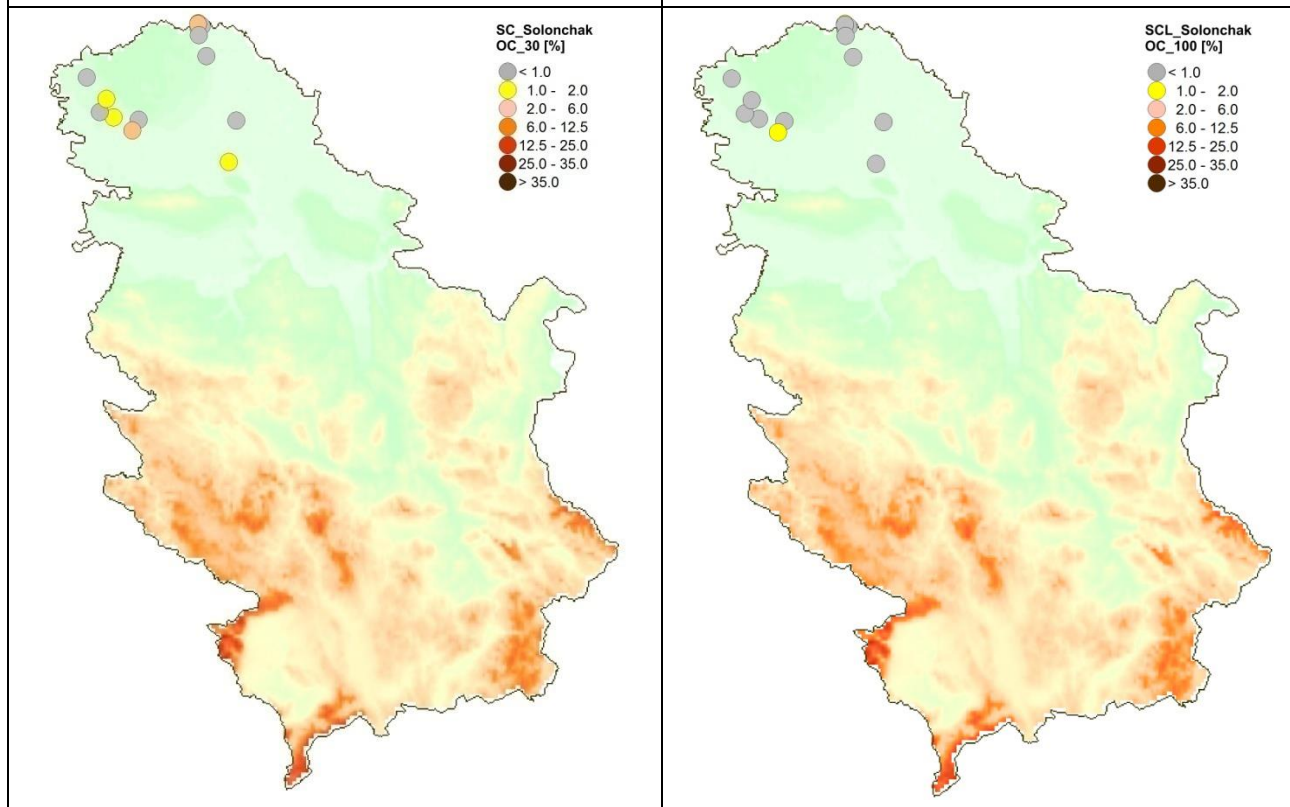 SC_Solonchak
OC_30 [%]
< 1.0
1.0 - 2.0
2.0 - 6.0
6.0 - 12.5
12.5 - 25.0
25.0 - 35.0
> 35.0
SCL_Solonchak
OC_100 [%]
< 1.0
1.0 - 2.0
2.0 - 6.0
6.0 - 12.5
12.5 - 25.0
25.0 - 35.0
> 35.0